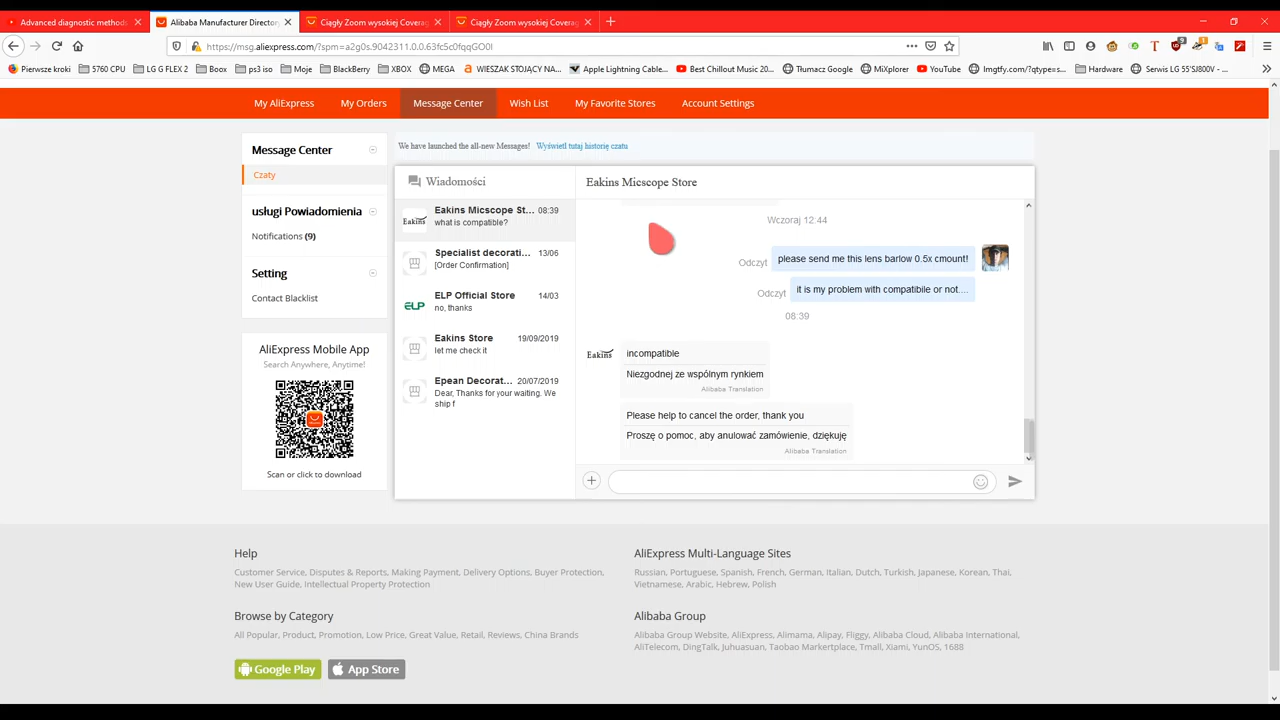 Advanced diagnostic methods
Alibaba Manufacturer Director
Ciągły Zoom wysokiej Coverag
Ciągły Zoom wysokiej Coverag
https://msg.aliexpress.com/?spm=a2g0s.9042311.0.0.63fc5c0fqqGO0I
Pierwsze kroki
5760 CPU
LG G FLEX 2
Boox
ps3 iso
Moje
BlackBerry
XBOX
MEGA
WIESZAK STOJĄCY NA...
Apple Lightning Cable...
Best Chillout Music 20...
Tłumacz Google
MiXplorer
YouTube
lmgtfy.com/?qtype=s...
Hardware
Serwis LG 55'SJ800V - ...
My AliExpress
My Orders
Message Center
Wish List
My Favorite Stores
Account Settings
Message Center
Czaty
usługi Powiadomienia
Notifications (9)
Setting
Contact Blacklist
AliExpress Mobile App
Search Anywhere, Anytime!
Scan or click to download
We have launched the all-new Messages! Wyświetl tutaj historię czatu
Wiadomości
Eakins Micscope St... 08:39
what is compatible?
Specialist decorati... 13/06
[Order Confirmation]
ELP
ELP Official Store 14/03
no, thanks
Eakins Store 19/09/2019
let me check it
Epean Decorat... 20/07/2019
Dear, Thanks for your waiting. We
ship f
Eakins Micscope Store
Wczoraj 12:44
Odczyt please send me this lens barlow 0.5x cmount!
Odczyt it is my problem with compatibile or not....
08:39
Eakins
incompatible
Niezgodnej ze wspólnym rynkiem
Alibaba Translation
Please help to cancel the order, thank you
Proszę o pomoc, aby anulować zamówienie, dziękuję
Alibaba Translation
Help
Customer Service, Disputes & Reports, Making Payment, Delivery Options, Buyer Protection,
New User Guide, Intellectual Property Protection
Browse by Category
All Popular, Product, Promotion, Low Price, Great Value, Retail, Reviews, China Brands
Google Play
App Store
AliExpress Multi-Language Sites
Russian, Portuguese, Spanish, French, German, Italian, Dutch, Turkish, Japanese, Korean, Thai,
Vietnamese, Arabic, Hebrew, Polish
Alibaba Group
Alibaba Group Website, AliExpress, Alimama, Alipay, Fliggy, Alibaba Cloud, Alibaba International,
AliTelecom, DingTalk, Juhuasuan, Taobao Marketplace, Tmall, Xiami, YunOS, 1688